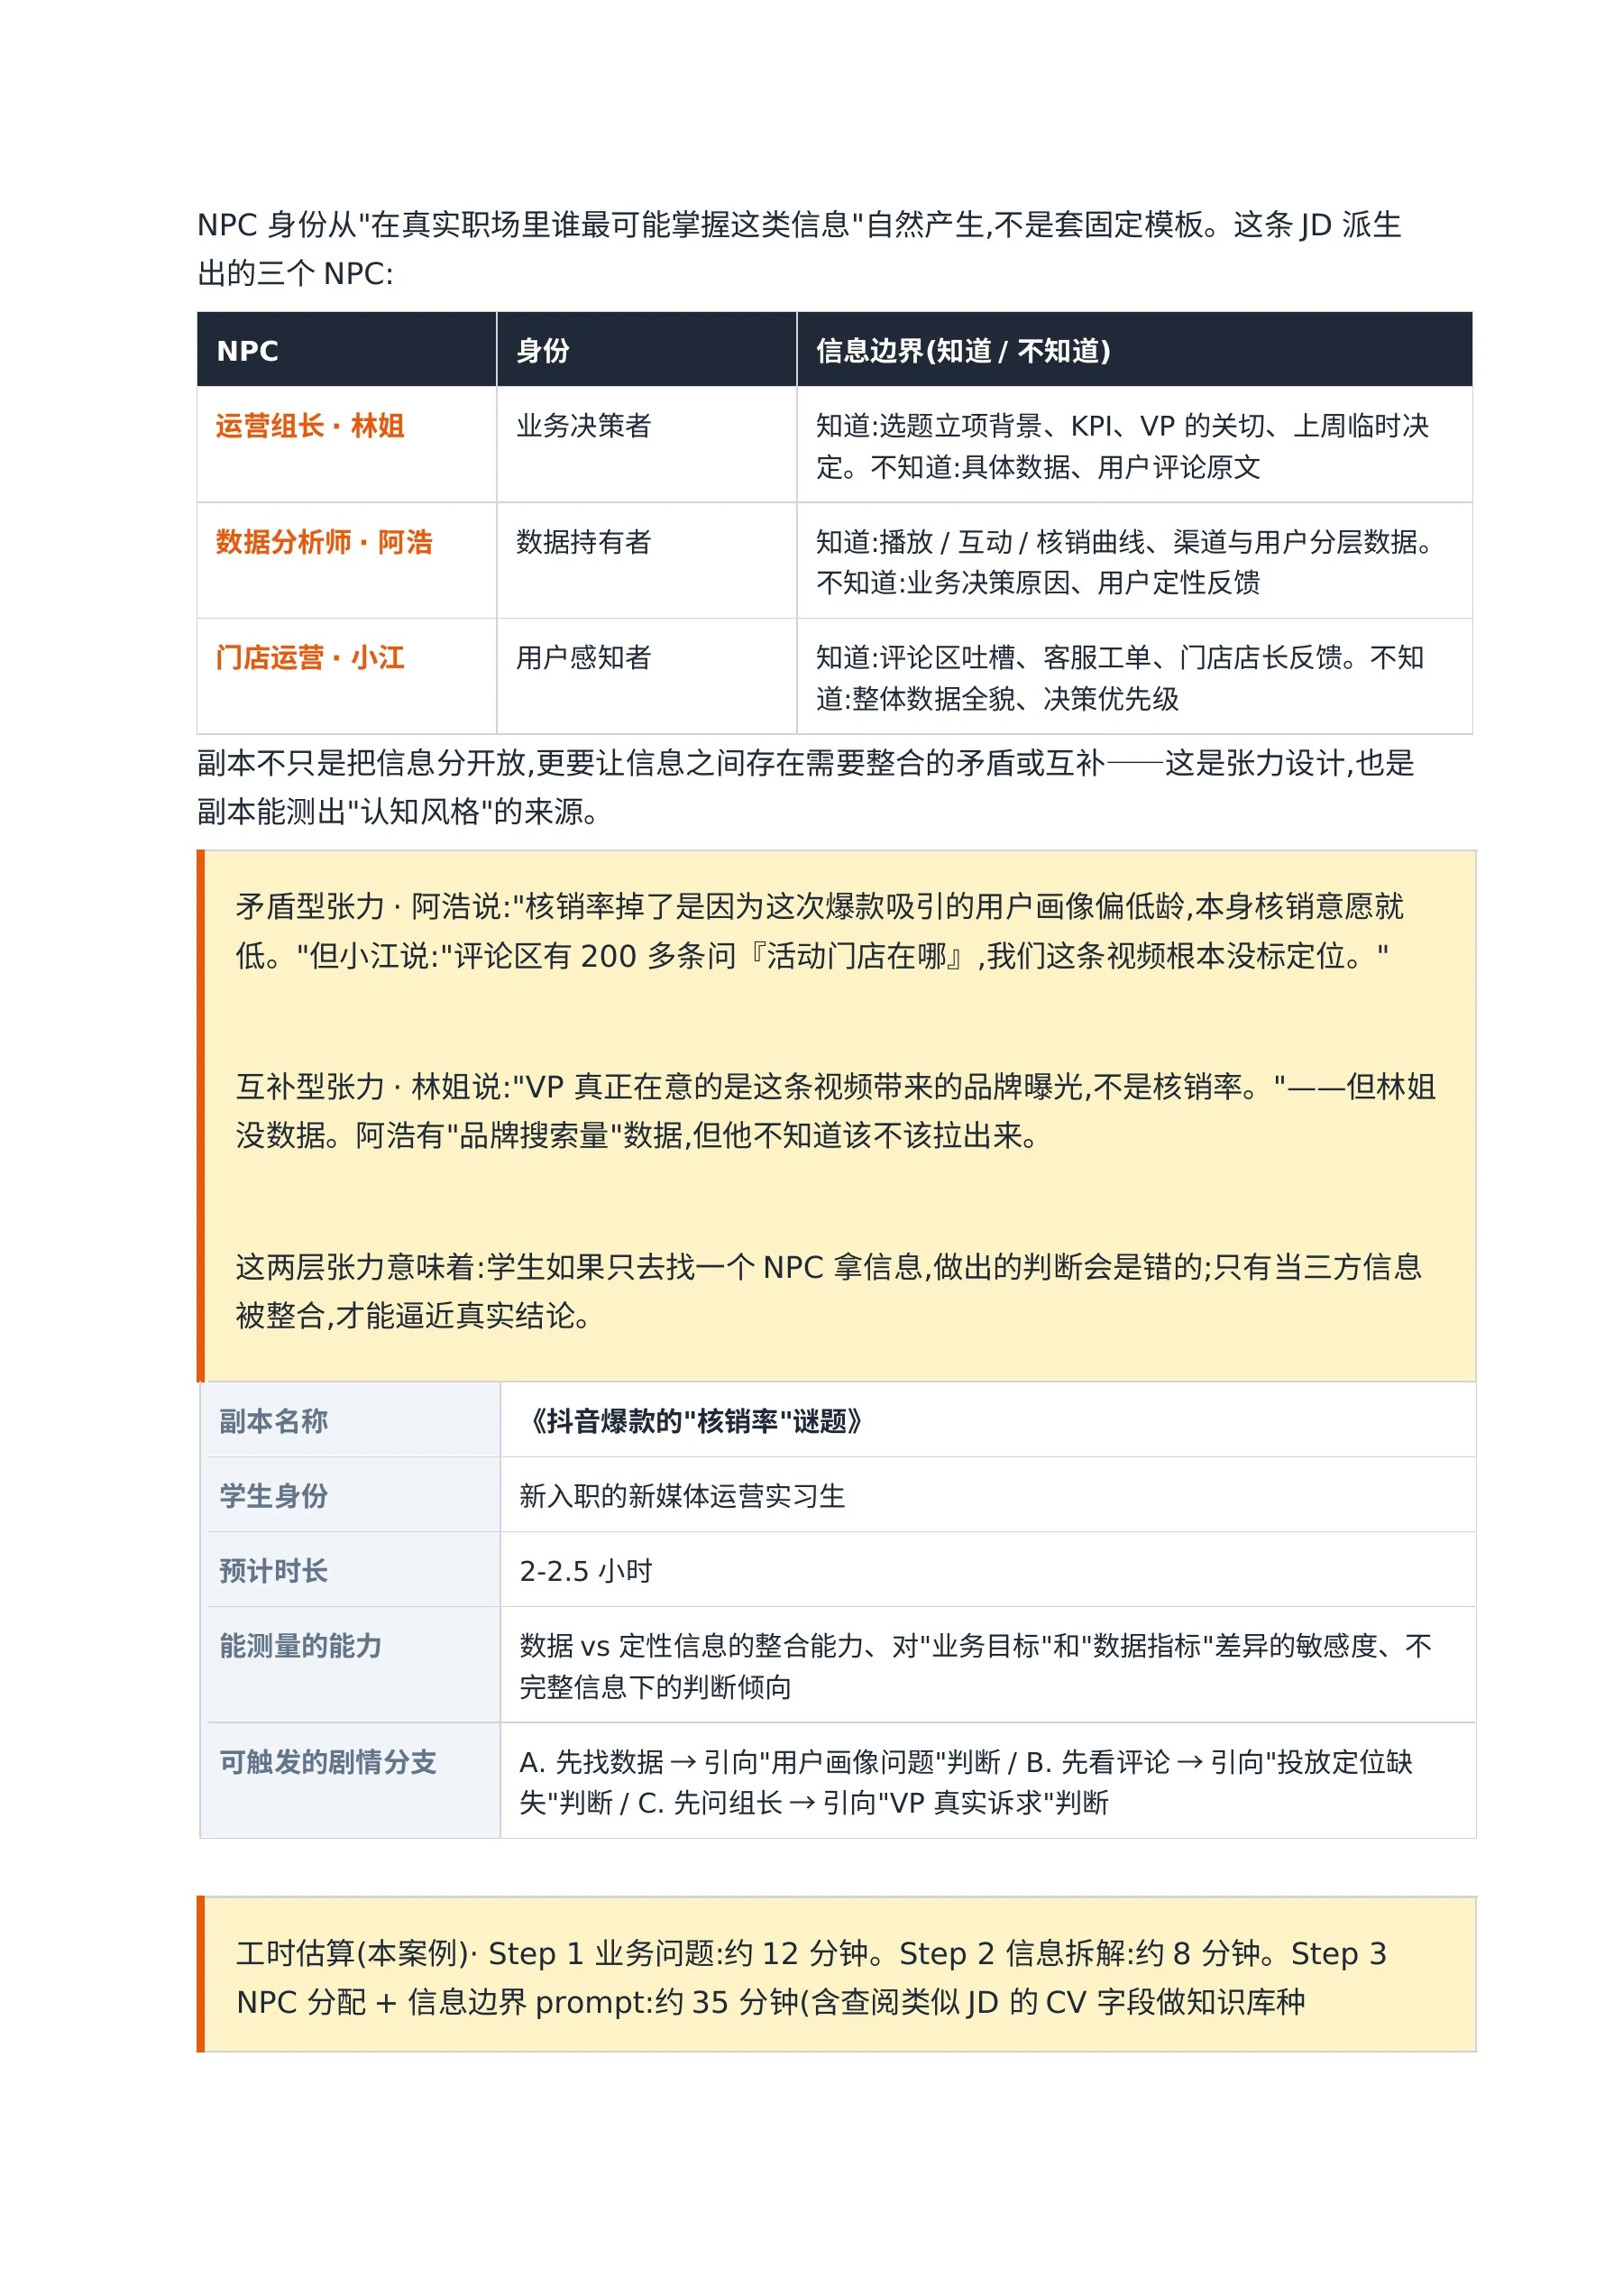 NPC 身份从"在真实职场里谁最可能掌握这类信息"自然产生,不是套固定模板。这条 JD 派生
出的三个 NPC:
NPC
身份
信息边界(知道 / 不知道)
运营组长 · 林姐
业务决策者
知道:选题立项背景、KPI、VP 的关切、上周临时决
定。不知道:具体数据、用户评论原文
数据分析师 · 阿浩
数据持有者
知道:播放 / 互动 / 核销曲线、渠道与用户分层数据。
不知道:业务决策原因、用户定性反馈
门店运营 · 小江
用户感知者
知道:评论区吐槽、客服工单、门店店长反馈。不知
道:整体数据全貌、决策优先级
副本不只是把信息分开放,更要让信息之间存在需要整合的矛盾或互补——这是张力设计,也是
副本能测出"认知风格"的来源。
矛盾型张力 · 阿浩说:"核销率掉了是因为这次爆款吸引的用户画像偏低龄,本身核销意愿就
低。"但小江说:"评论区有 200 多条问『活动门店在哪』,我们这条视频根本没标定位。"
互补型张力 · 林姐说:"VP 真正在意的是这条视频带来的品牌曝光,不是核销率。"——但林姐
没数据。阿浩有"品牌搜索量"数据,但他不知道该不该拉出来。
这两层张力意味着:学生如果只去找一个 NPC 拿信息,做出的判断会是错的;只有当三方信息
被整合,才能逼近真实结论。
副本名称
《抖音爆款的"核销率"谜题》
学生身份
新入职的新媒体运营实习生
预计时长
2-2.5 小时
能测量的能力
数据 vs 定性信息的整合能力、对"业务目标"和"数据指标"差异的敏感度、不
完整信息下的判断倾向
可触发的剧情分支
A. 先找数据 → 引向"用户画像问题"判断 / B. 先看评论 → 引向"投放定位缺
失"判断 / C. 先问组长 → 引向"VP 真实诉求"判断
工时估算(本案例)· Step 1 业务问题:约 12 分钟。Step 2 信息拆解:约 8 分钟。Step 3
NPC 分配 + 信息边界 prompt:约 35 分钟(含查阅类似 JD 的 CV 字段做知识库种